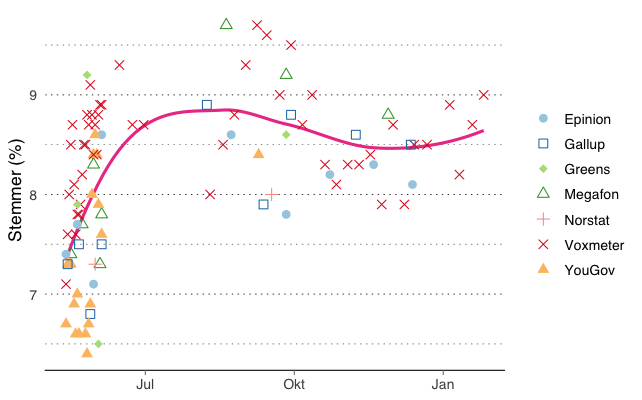 Stemmer (%)
9
8
7
Jul
Okt
Jan
Epinion
Gallup
Greens
Megafon
Norstat
Voxmeter
YouGov